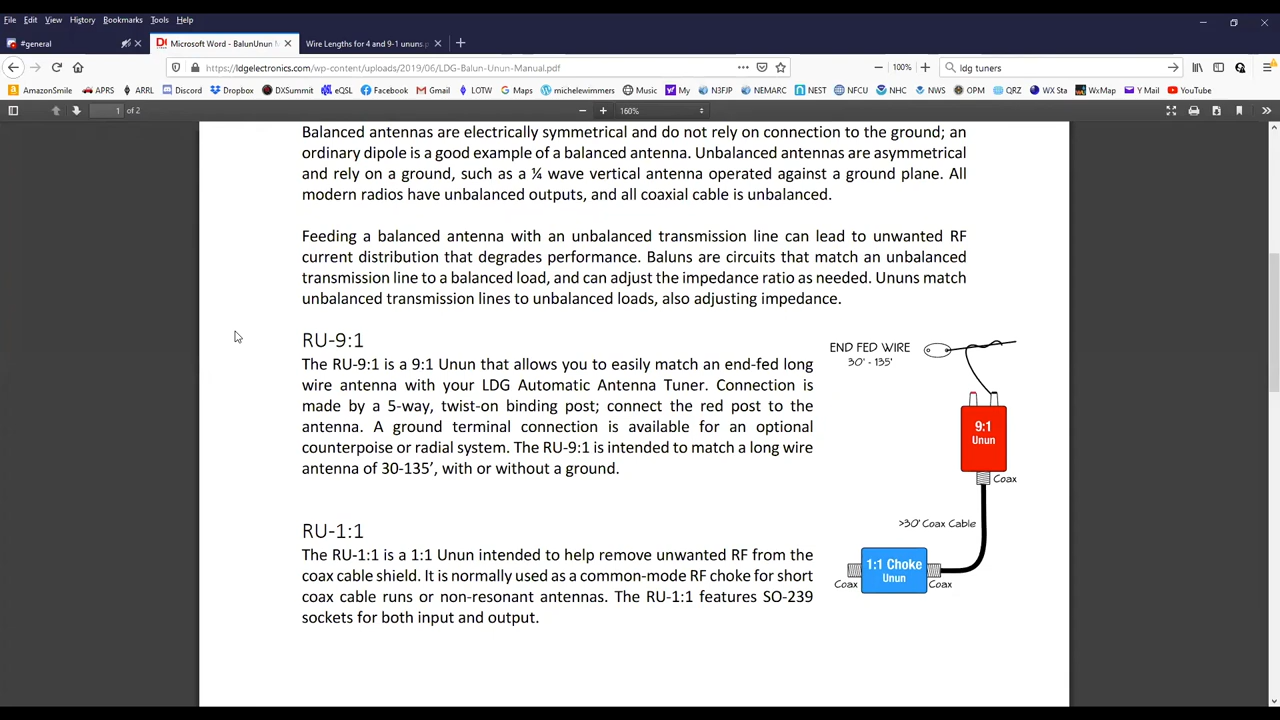 File Edit View History Bookmarks Tools Help
#general
Microsoft Word - BalunUnun M
Wire Lengths for 4 and 9-1 ununs.p
https://ldgelectronics.com/wp-content/uploads/2019/06/LDG-Balun-Unun-Manual.pdf
100%
ldg tuners
AmazonSmile APRS ARRL Discord Dropbox DXSummit eQSL Facebook Gmail LOTW Maps michelewimmers Music My N3FJP NEMARC NEST NFCU NHC NWS OPM QRZ WX Sta WxMap Y Mail YouTube
1 of 2
160%
Balanced antennas are electrically symmetrical and do not rely on connection to the ground; an
ordinary dipole is a good example of a balanced antenna. Unbalanced antennas are asymmetrical
and rely on a ground, such as a ¼ wave vertical antenna operated against a ground plane. All
modern radios have unbalanced outputs, and all coaxial cable is unbalanced.
Feeding a balanced antenna with an unbalanced transmission line can lead to unwanted RF
current distribution that degrades performance. Baluns are circuits that match an unbalanced
transmission line to a balanced load, and can adjust the impedance ratio as needed. Ununs match
unbalanced transmission lines to unbalanced loads, also adjusting impedance.
RU-9:1
The RU-9:1 is a 9:1 Unun that allows you to easily match an end-fed long
wire antenna with your LDG Automatic Antenna Tuner. Connection is
made by a 5-way, twist-on binding post; connect the red post to the
antenna. A ground terminal connection is available for an optional
counterpoise or radial system. The RU-9:1 is intended to match a long wire
antenna of 30-135’, with or without a ground.
END FED WIRE
30' - 135'
9:1
Unun
Coax
>30' Coax Cable
1:1 Choke
Unun
Coax
Coax
RU-1:1
The RU-1:1 is a 1:1 Unun intended to help remove unwanted RF from the
coax cable shield. It is normally used as a common-mode RF choke for short
coax cable runs or non-resonant antennas. The RU-1:1 features SO-239
sockets for both input and output.